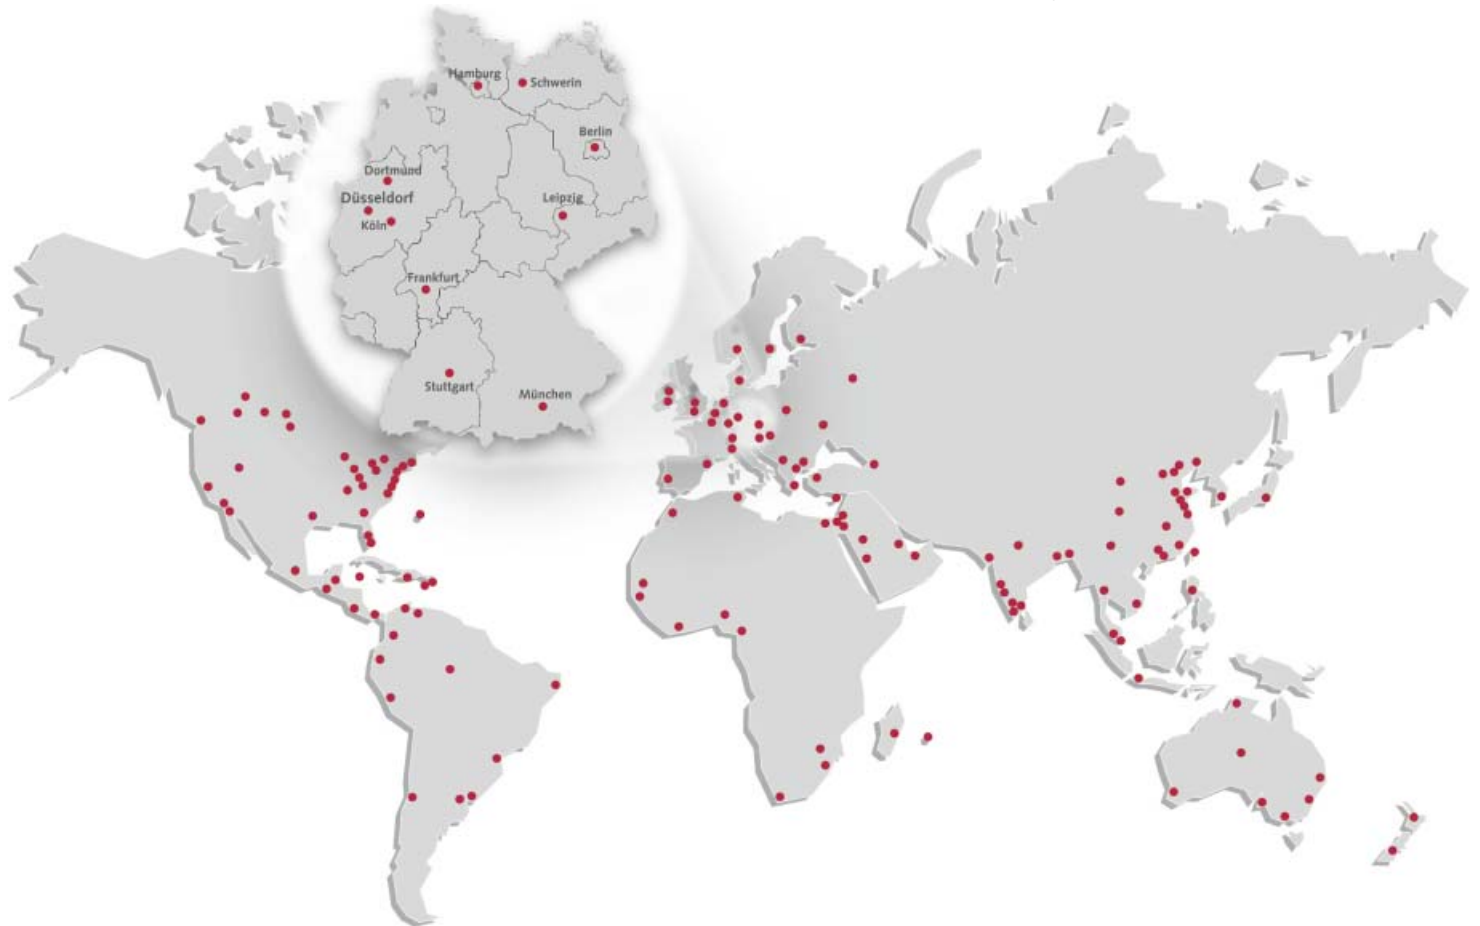 Hamburg
Schwerin
Berlin
Dortmund
Düsseldorf
Leipzig
Köln
Frankfurt
Stuttgart
München